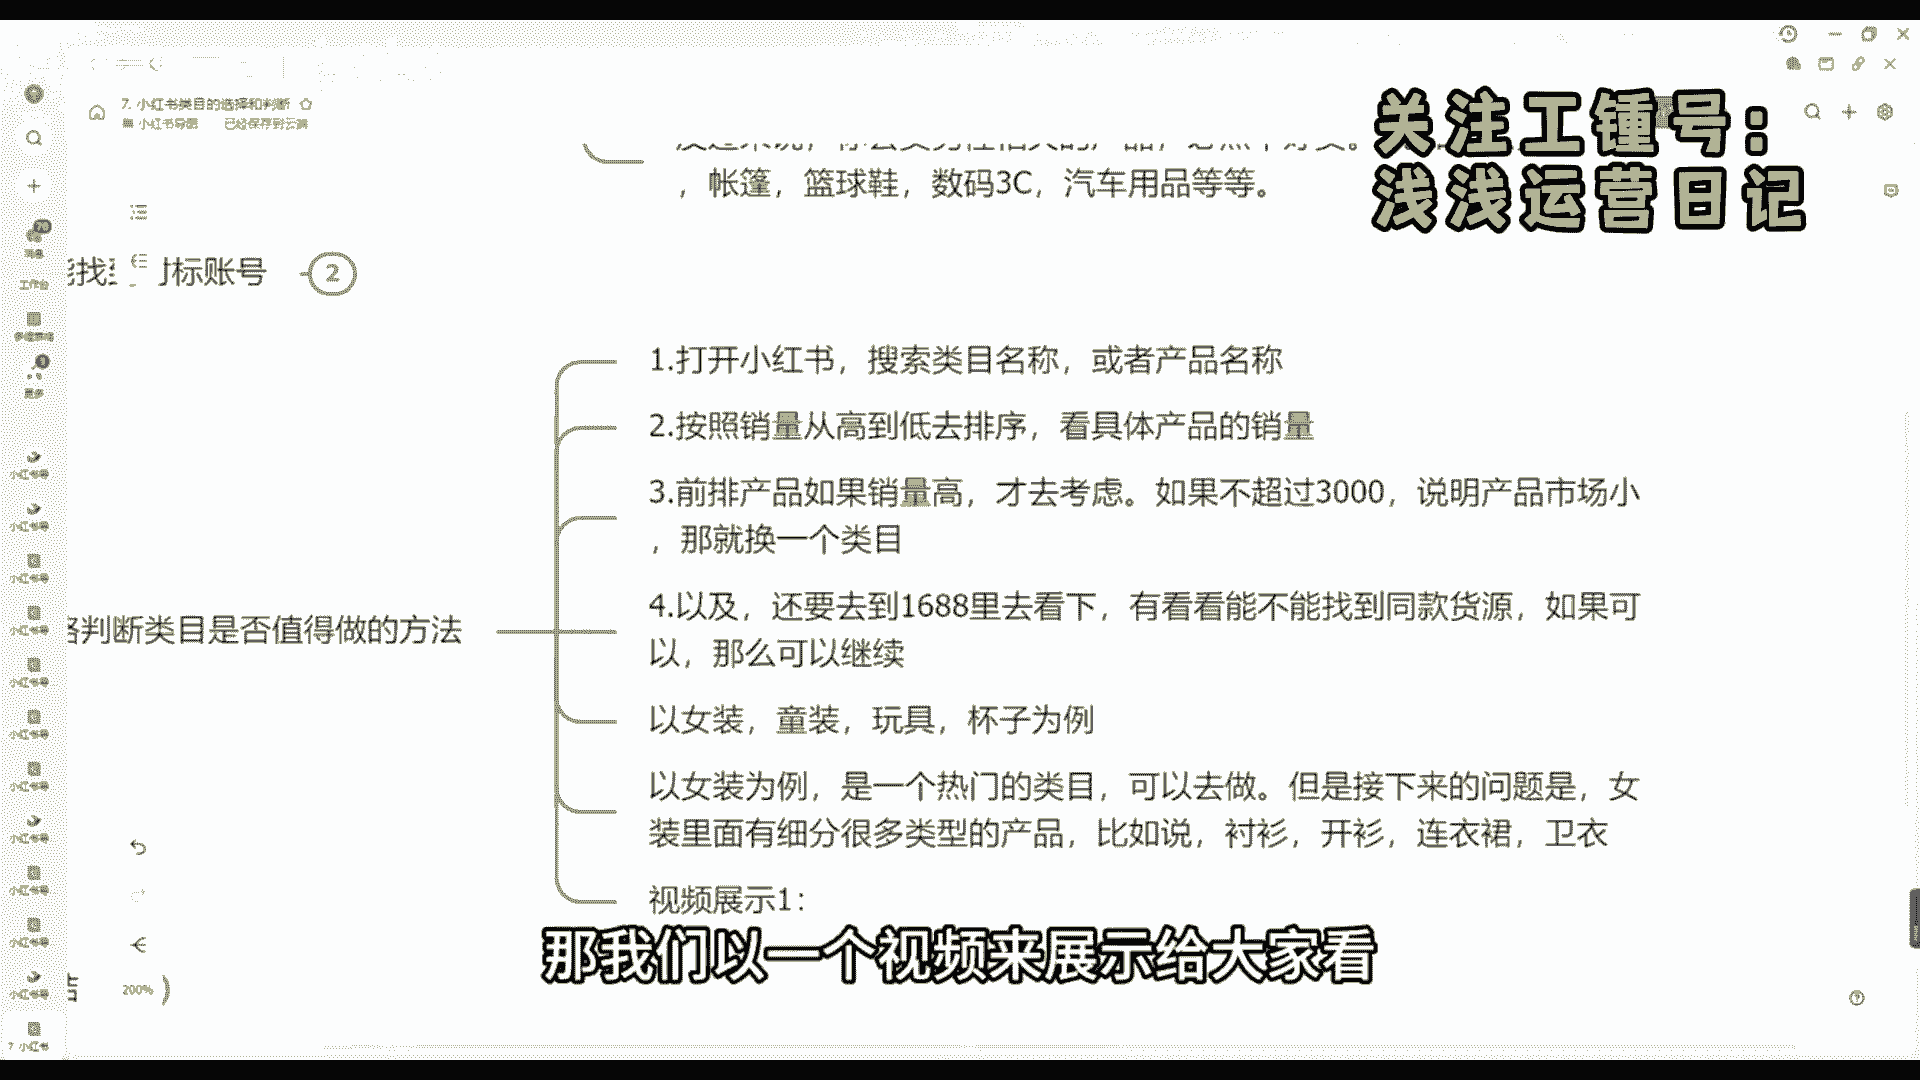 7. 小红书类目的选择和判断
小红书导图 已经保存到云端
关注工锺号：
浅浅运营日记
，帐篷，篮球鞋，数码3C，汽车用品等等。
标账号
2
1.打开小红书，搜索类目名称，或者产品名称
2.按照销量从高到低去排序，看具体产品的销量
3.前排产品如果销量高，才去考虑。如果不超过3000，说明产品市场小
，那就换一个类目
4.以及，还要去到1688里去看下，有看看能不能找到同款货源，如果可
以，那么可以继续
判断类目是否值得做的方法
以女装，童装，玩具，杯子为例
以女装为例，是一个热门的类目，可以去做。但是接下来的问题是，女
装里面有细分很多类型的产品，比如说，衬衫，开衫，连衣裙，卫衣
视频展示1：
那我们以一个视频来展示给大家看
200%
工作台
更多
7 小红书